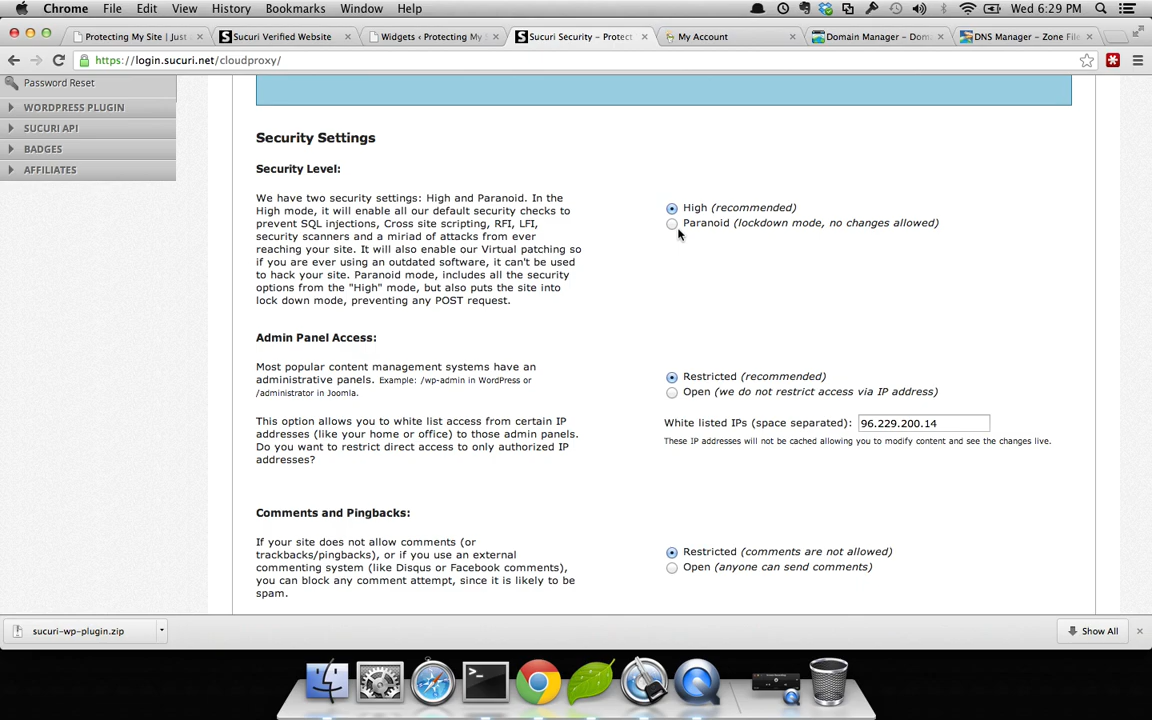 Chrome File Edit View History Bookmarks Window Help
Wed 6:29 PM
Protecting My Site | Just
Sucuri Verified Website
Widgets ‹ Protecting My S
Sucuri Security – Protect
My Account
Domain Manager – Dom
DNS Manager – Zone File
https://login.sucuri.net/cloudproxy/
Password Reset
WORDPRESS PLUGIN
SUCURI API
BADGES
AFFILIATES
Security Settings
Security Level:
We have two security settings: High and Paranoid. In the
High mode, it will enable all our default security checks to
prevent SQL injections, Cross site scripting, RFI, LFI,
security scanners and a miriad of attacks from ever
reaching your site. It will also enable our Virtual patching so
if you are ever using an outdated software, it can't be used
to hack your site. Paranoid mode, includes all the security
options from the "High" mode, but also puts the site into
lock down mode, preventing any POST request.
High (recommended)
Paranoid (lockdown mode, no changes allowed)
Admin Panel Access:
Most popular content management systems have an
administrative panels. Example: /wp-admin in WordPress or
/administrator in Joomla.
This option allows you to white list access from certain IP
addresses (like your home or office) to those admin panels.
Do you want to restrict direct access to only authorized IP
addresses?
Restricted (recommended)
Open (we do not restrict access via IP address)
White listed IPs (space separated): 96.229.200.14
These IP addresses will not be cached allowing you to modify content and see the changes live.
Comments and Pingbacks:
If your site does not allow comments (or
trackbacks/pingbacks), or if you use an external
commenting system (like Disqus or Facebook comments),
you can block any comment attempt, since it is likely to be
spam.
Restricted (comments are not allowed)
Open (anyone can send comments)
sucuri-wp-plugin.zip
Show All